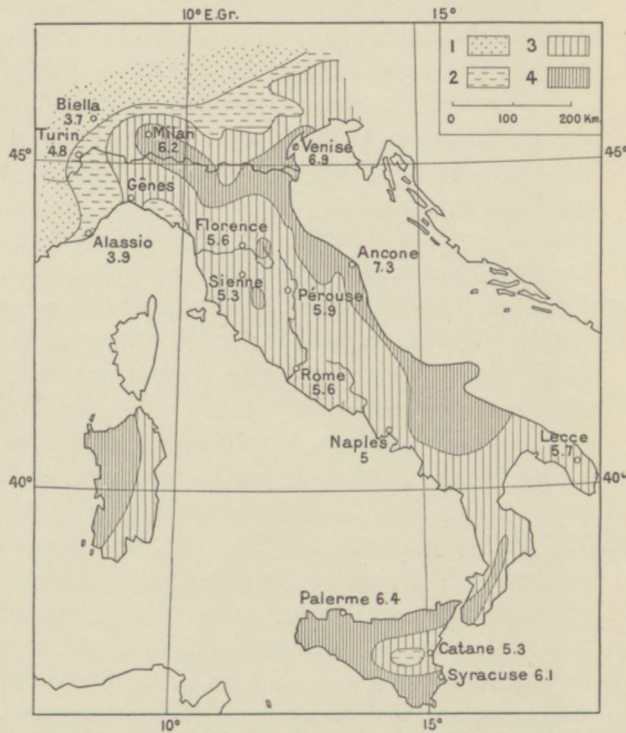 10° E.Gr.
15°
1
3
2
4
0 100 200 Km.
Biella
3.7
Turin
4.8
Milan
6.2
Venise
6.9
45°
45°
Gênes
Alassio
3.9
Florence
5.6
Ancone
7.3
Sienne
5.3
Pérouse
5.9
Rome
5.6
Naples
5
Lecce
5.7
40°
40°
Palerme 6.4
Catane 5.3
Syracuse 6.1
10°
15°